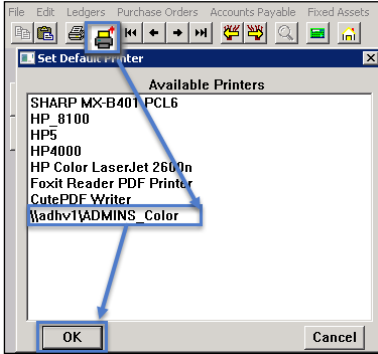 File Edit Ledgers Purchase Orders Accounts Payable Fixed Assets
Set Default Printer
Available Printers
SHARP MX-B401 PCL6
HP_8100
HP5
HP4000
HP Color LaserJet 2600n
Foxit Reader PDF Printer
CutePDF Writer
\\adhv1\ADMINS_Color
OK Cancel